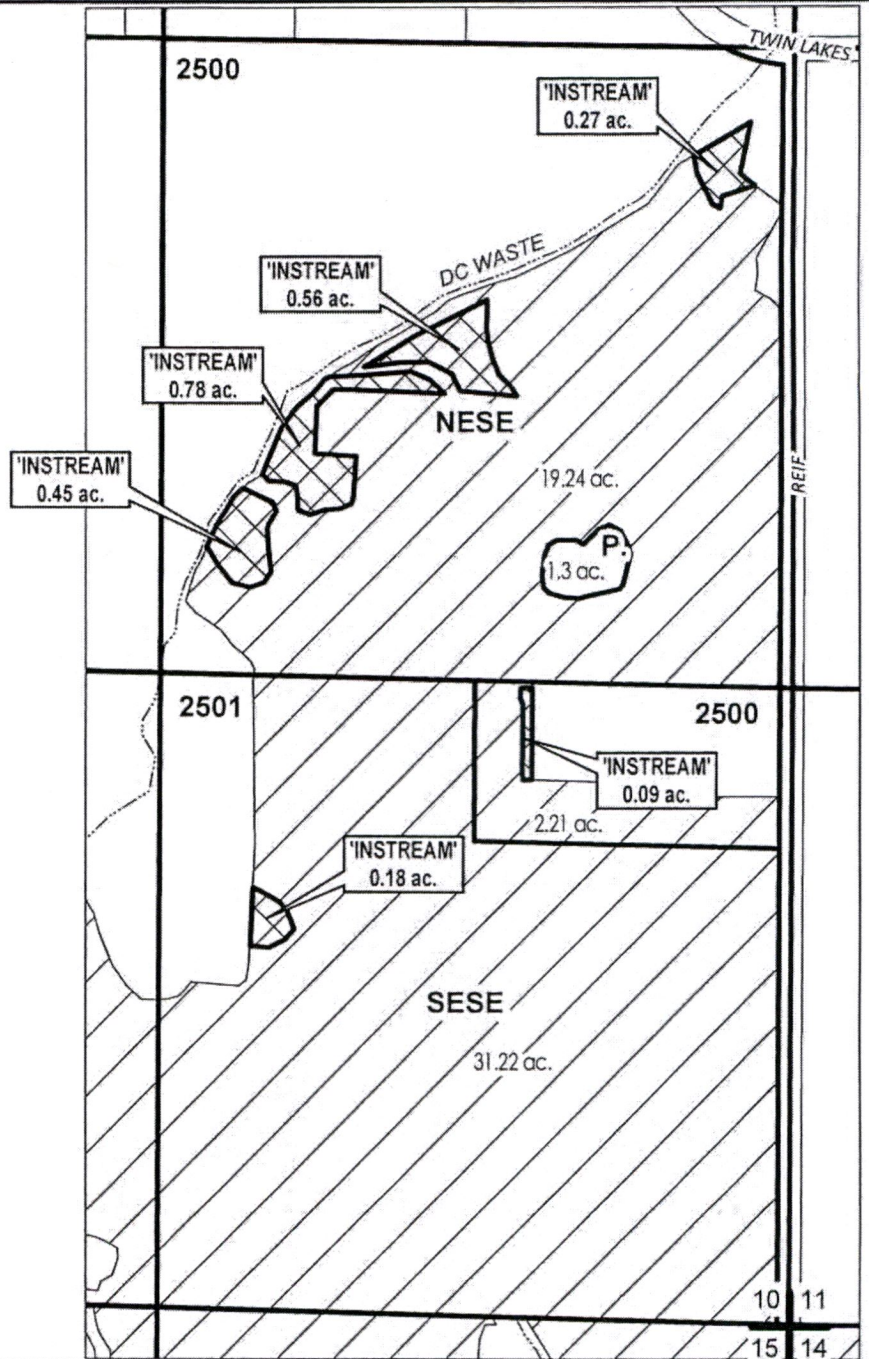 TWIN LAKES
2500
'INSTREAM'
0.27 ac.
DC WASTE
'INSTREAM'
0.56 ac.
'INSTREAM'
0.78 ac.
NESE
'INSTREAM'
0.45 ac.
19.24 ac.
REIF
P.
1.3 ac.
2501
2500
'INSTREAM'
0.09 ac.
2.21 ac.
'INSTREAM'
0.18 ac.
SESE
31.22 ac.
10 11
15 14